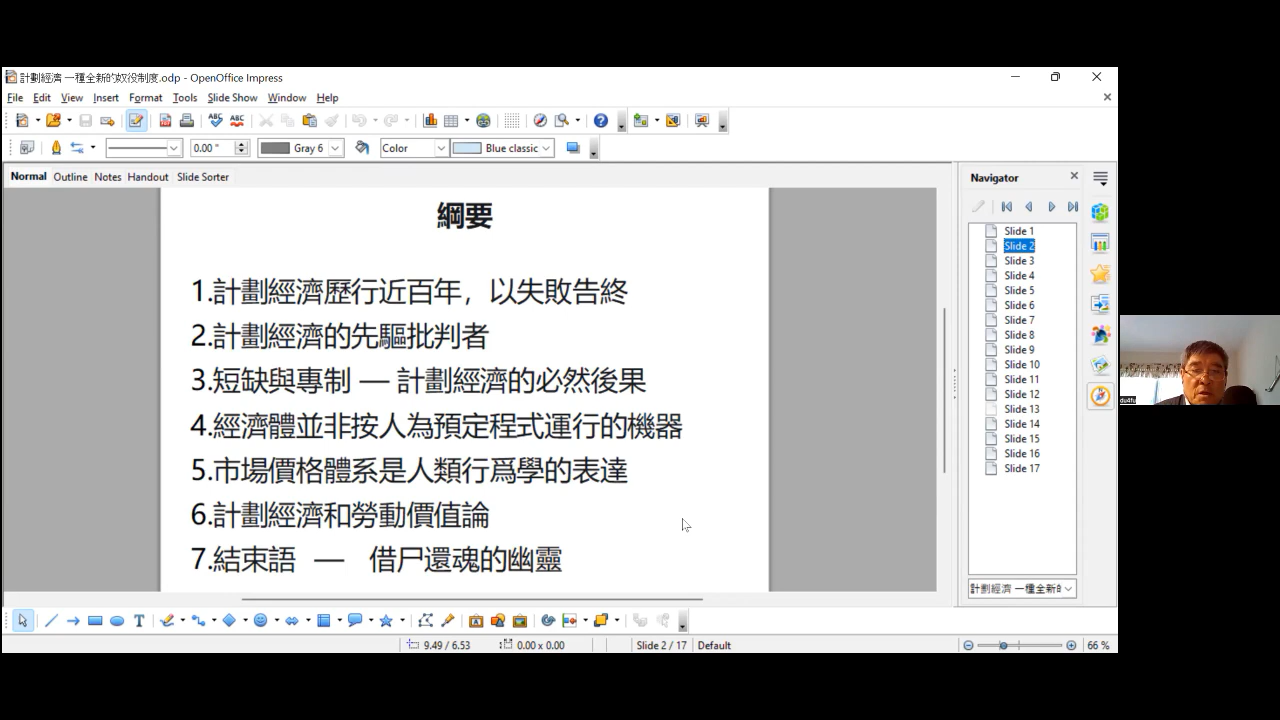 計劃經濟 一種全新的奴役制度.odp - OpenOffice Impress
File Edit View Insert Format Tools Slide Show Window Help
0.00 " Gray 6 Color Blue classic
Normal Outline Notes Handout Slide Sorter
綱要
1.計劃經濟歷行近百年，以失敗告終
2.計劃經濟的先驅批判者
3.短缺與專制 — 計劃經濟的必然後果
4.經濟體並非按人為預定程式運行的機器
5.市場價格體系是人類行爲學的表達
6.計劃經濟和勞動價值論
7.結束語 — 借尸還魂的幽靈
Navigator
Slide 1
Slide 2
Slide 3
Slide 4
Slide 5
Slide 6
Slide 7
Slide 8
Slide 9
Slide 10
Slide 11
Slide 12
Slide 13
Slide 14
Slide 15
Slide 16
Slide 17
計劃經濟 一種全新的
9.49 / 6.53 0.00 x 0.00 Slide 2 / 17 Default 66 %